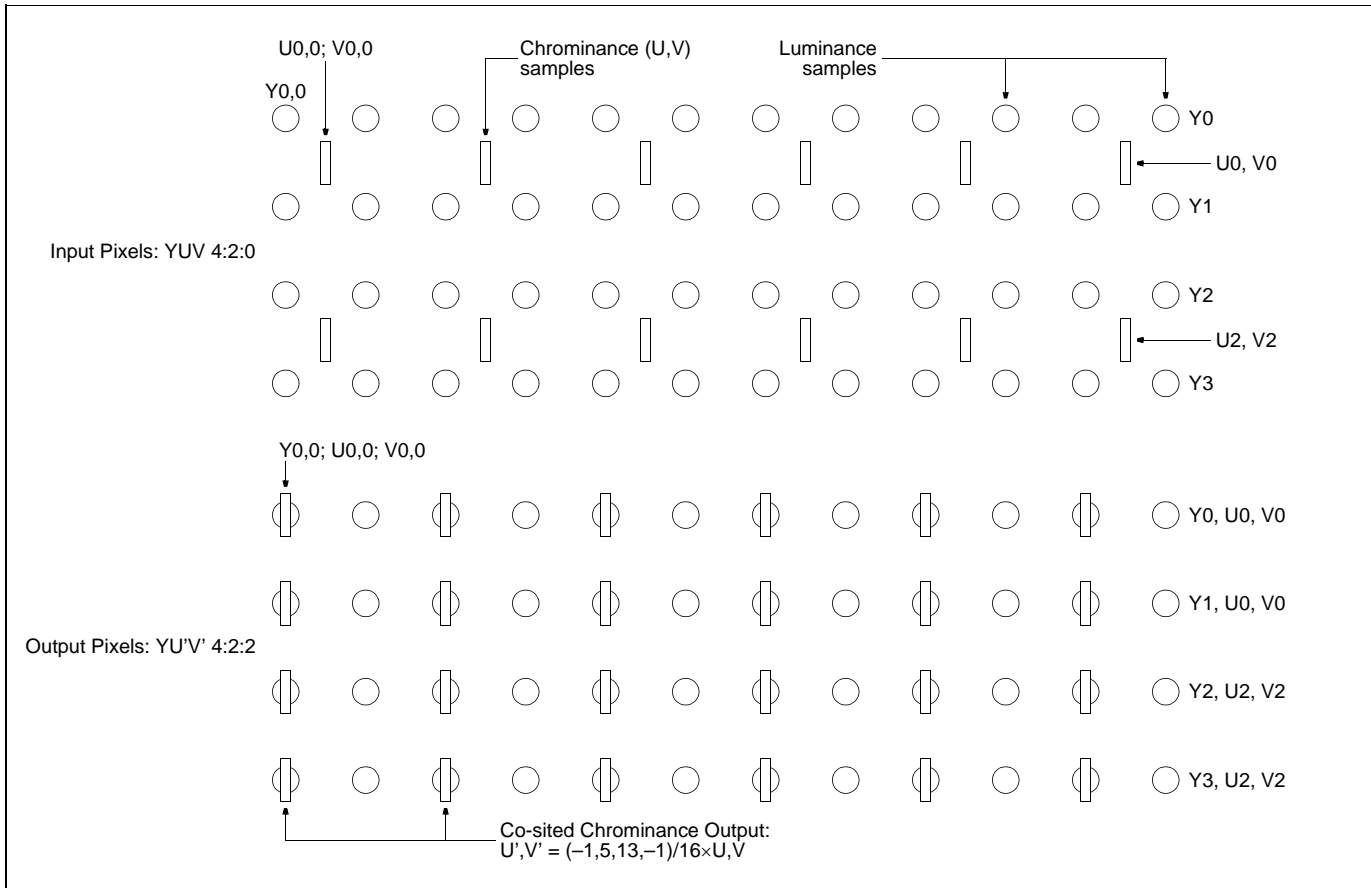 U0,0; V0,0
Chrominance (U,V)
samples
Luminance
samples
Y0,0
Y0
U0, V0
Y1
Input Pixels: YUV 4:2:0
Y2
U2, V2
Y3
Y0,0; U0,0; V0,0
Y0, U0, V0
Y1, U0, V0
Output Pixels: YU'V' 4:2:2
Y2, U2, V2
Y3, U2, V2
Co-sited Chrominance Output:
U',V' = (–1,5,13,–1)/16×U,V